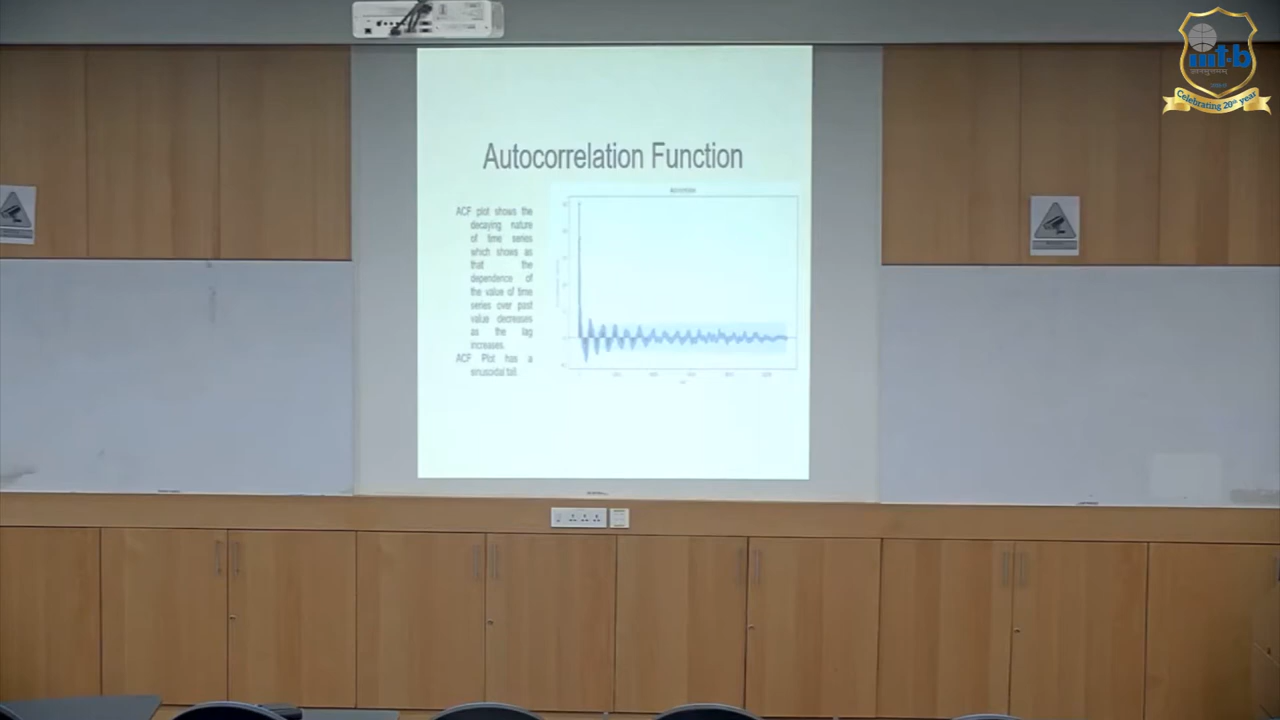 iiit-b
Celebrating 20th year
Autocorrelation Function
ACF plot shows the
decaying nature
of time series
which shows as
that the
dependence of
the value of time
series over past
value decreases
as the lag
increases.
ACF Plot has a
sinusoidal tail.